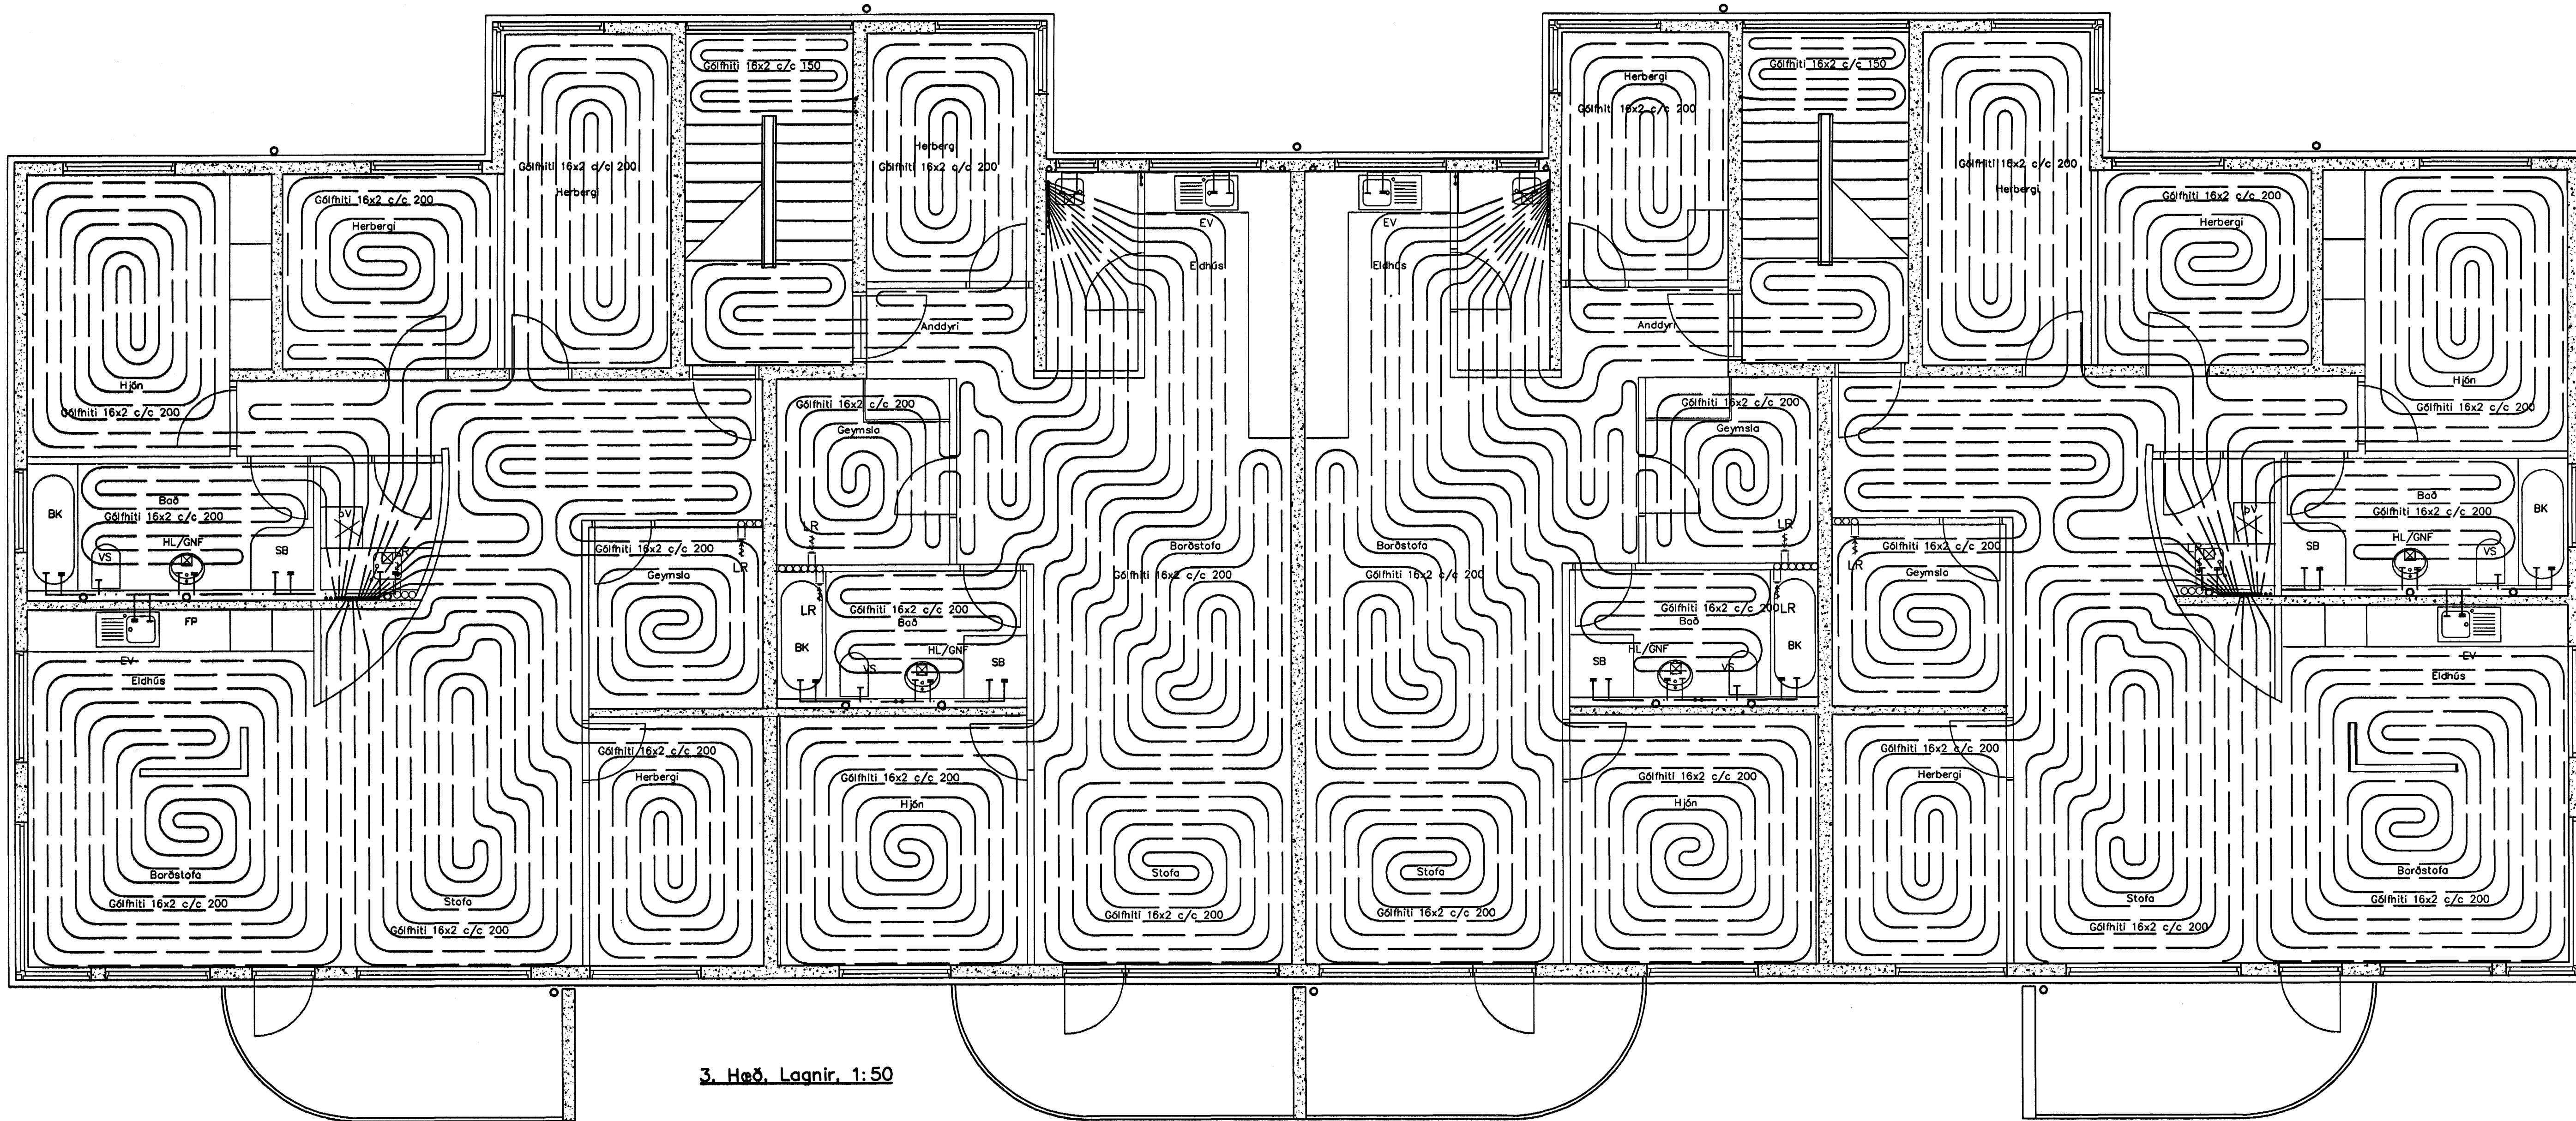 Gólfhiti 16x2 c/c 150
Gólfhiti 16x2 c/c 150
Herbergi
Gólfhiti 16x2 c/c 200
Herbergi
Gólfhiti 16x2 c/c 200
Gólfhiti 16x2 c/c 200
Herbergi
Gólfhiti 16x2 c/c 200
Herbergi
Gólfhiti 16x2 c/c 200
Herbergi
Gólfhiti 16x2 c/c 200
Herbergi
Gólfhiti 16x2 c/c 200
Herbergi
EV
EV
Eldhús
Eldhús
Anddyri
Anddyri
Hjón
Gólfhiti 16x2 c/c 200
Hjón
Gólfhiti 16x2 c/c 200
Gólfhiti 16x2 c/c 200
Geymsla
Gólfhiti 16x2 c/c 200
Geymsla
BK
Bað
Gólfhiti 16x2 c/c 200
HL/GNF
VS
SB
þV
LR
LR
LR
Bað
Gólfhiti 16x2 c/c 200
HL/GNF
VS
SB
BK
þV
LR
Gólfhiti 16x2 c/c 200
Geymsla
LR
LR
Borðstofa
Gólfhiti 16x2 c/c 200
Borðstofa
Gólfhiti 16x2 c/c 200
LR
Gólfhiti 16x2 c/c 200
Geymsla
LR
Gólfhiti 16x2 c/c 200
Bað
HL/GNF
BK
VS
SB
Gólfhiti 16x2 c/c 200
Bað
HL/GNF
SB
VS
BK
FP
EV
Eldhús
EV
Eldhús
Gólfhiti 16x2 c/c 200
Herbergi
Gólfhiti 16x2 c/c 200
Hjón
Gólfhiti 16x2 c/c 200
Hjón
Gólfhiti 16x2 c/c 200
Herbergi
Borðstofa
Gólfhiti 16x2 c/c 200
Stofa
Gólfhiti 16x2 c/c 200
Stofa
Gólfhiti 16x2 c/c 200
Stofa
Gólfhiti 16x2 c/c 200
Stofa
Gólfhiti 16x2 c/c 200
Borðstofa
Gólfhiti 16x2 c/c 200
3. Hæð, Lagnir, 1:50